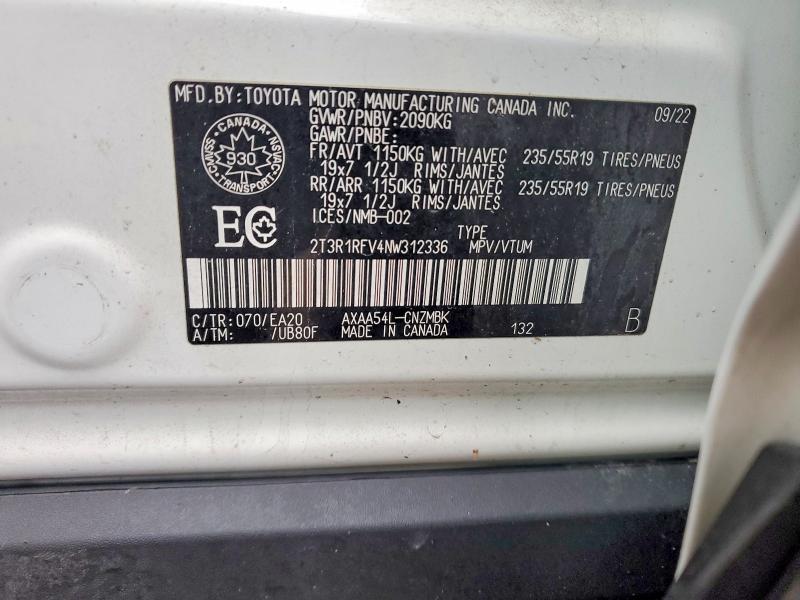 MFD.BY:TOYOTA MOTOR MANUFACTURING CANADA INC. 09/22
GVWR/PNBV:2090KG
GAWR/PNBE:
FR/AVT 1150KG WITH/AVEC 235/55R19 TIRES/PNEUS
19x7 1/2J RIMS/JANTES
RR/ARR 1150KG WITH/AVEC 235/55R19 TIRES/PNEUS
19x7 1/2J RIMS/JANTES
ICES/NMB-002
CANADA
CMVSS NSVAC
930
TRANSPORT
EC
TYPE
2T3R1RFV4NW312336 MPV/VTUM
C/TR:070/EA20 AXAA54L-CNZMBK
A/TM: /UB80F MADE IN CANADA 132 B